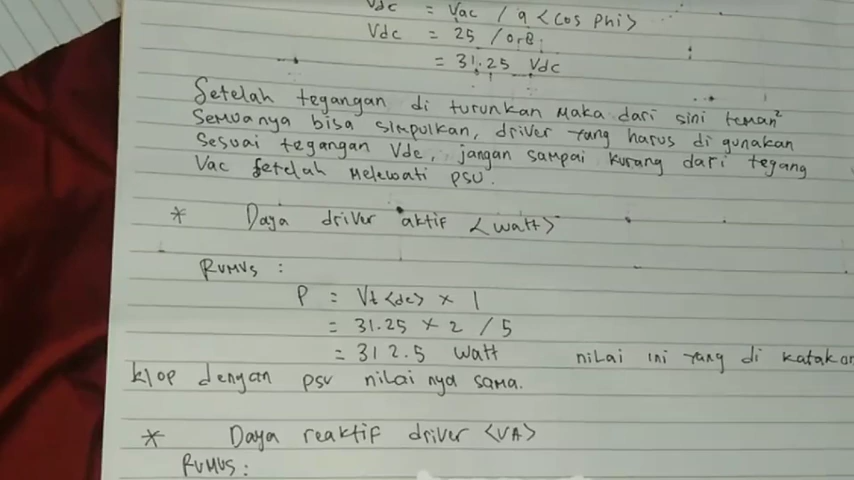 Vdc = Vac / a <cos Phi>
Vdc = 25 / 0,8
= 31.25 Vdc
Setelah tegangan di turunkan Maka dari sini teman²
Semuanya bisa simpulkan, driver yang harus di gunakan
Sesuai tegangan Vdc, jangan sampai kurang dari tegang
Vac setelah Melewati PSU.
* Daya driver aktif <watt>
RUMUS :
P = Vt <dc> x 1
= 31.25 x 2 / 5
= 312.5 watt nilai ini yang di katakan
klop dengan psu nilai nya sama.
* Daya reaktif driver <VA>
RUMUS :